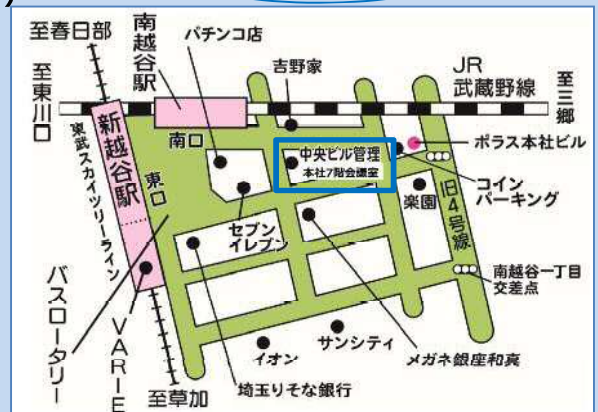 至春日部
南越谷駅
パチンコ店
吉野家
JR
武蔵野線
至三郷
至東川口
東武スカイツリーライン
新越谷駅
南口
東口
中央ビル管理
本社7階会議室
ポラス本社ビル
コイン
パーキング
楽園
旧4号線
セブン
イレブン
南越谷一丁目
交差点
バスロータリー
VARIE
イオン
サンシティ
メガネ銀座和真
埼玉りそな銀行
至草加